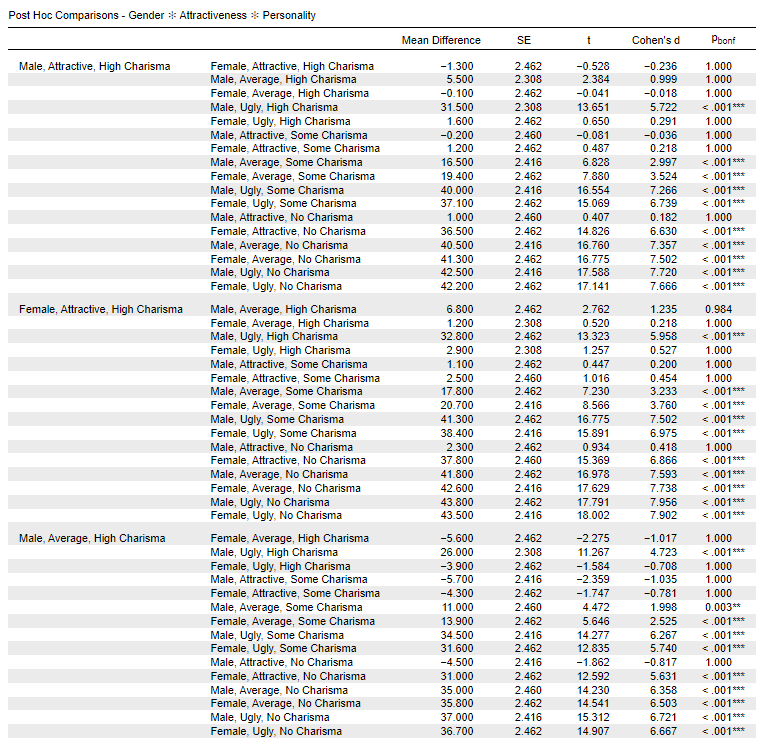 Post Hoc Comparisons - Gender ✻ Attractiveness ✻ Personality
Mean Difference SE t Cohen's d pbonf
Male, Attractive, High Charisma Female, Attractive, High Charisma −1.300 2.462 −0.528 −0.236 1.000
Male, Average, High Charisma 5.500 2.308 2.384 0.999 1.000
Female, Average, High Charisma −0.100 2.462 −0.041 −0.018 1.000
Male, Ugly, High Charisma 31.500 2.308 13.651 5.722 < .001***
Female, Ugly, High Charisma 1.600 2.462 0.650 0.291 1.000
Male, Attractive, Some Charisma −0.200 2.460 −0.081 −0.036 1.000
Female, Attractive, Some Charisma 1.200 2.462 0.487 0.218 1.000
Male, Average, Some Charisma 16.500 2.416 6.828 2.997 < .001***
Female, Average, Some Charisma 19.400 2.462 7.880 3.524 < .001***
Male, Ugly, Some Charisma 40.000 2.416 16.554 7.266 < .001***
Female, Ugly, Some Charisma 37.100 2.462 15.069 6.739 < .001***
Male, Attractive, No Charisma 1.000 2.460 0.407 0.182 1.000
Female, Attractive, No Charisma 36.500 2.462 14.826 6.630 < .001***
Male, Average, No Charisma 40.500 2.416 16.760 7.357 < .001***
Female, Average, No Charisma 41.300 2.462 16.775 7.502 < .001***
Male, Ugly, No Charisma 42.500 2.416 17.588 7.720 < .001***
Female, Ugly, No Charisma 42.200 2.462 17.141 7.666 < .001***
Female, Attractive, High Charisma Male, Average, High Charisma 6.800 2.462 2.762 1.235 0.984
Female, Average, High Charisma 1.200 2.308 0.520 0.218 1.000
Male, Ugly, High Charisma 32.800 2.462 13.323 5.958 < .001***
Female, Ugly, High Charisma 2.900 2.308 1.257 0.527 1.000
Male, Attractive, Some Charisma 1.100 2.462 0.447 0.200 1.000
Female, Attractive, Some Charisma 2.500 2.460 1.016 0.454 1.000
Male, Average, Some Charisma 17.800 2.462 7.230 3.233 < .001***
Female, Average, Some Charisma 20.700 2.416 8.566 3.760 < .001***
Male, Ugly, Some Charisma 41.300 2.462 16.775 7.502 < .001***
Female, Ugly, Some Charisma 38.400 2.416 15.891 6.975 < .001***
Male, Attractive, No Charisma 2.300 2.462 0.934 0.418 1.000
Female, Attractive, No Charisma 37.800 2.460 15.369 6.866 < .001***
Male, Average, No Charisma 41.800 2.462 16.978 7.593 < .001***
Female, Average, No Charisma 42.600 2.416 17.629 7.738 < .001***
Male, Ugly, No Charisma 43.800 2.462 17.791 7.956 < .001***
Female, Ugly, No Charisma 43.500 2.416 18.002 7.902 < .001***
Male, Average, High Charisma Female, Average, High Charisma −5.600 2.462 −2.275 −1.017 1.000
Male, Ugly, High Charisma 26.000 2.308 11.267 4.723 < .001***
Female, Ugly, High Charisma −3.900 2.462 −1.584 −0.708 1.000
Male, Attractive, Some Charisma −5.700 2.416 −2.359 −1.035 1.000
Female, Attractive, Some Charisma −4.300 2.462 −1.747 −0.781 1.000
Male, Average, Some Charisma 11.000 2.460 4.472 1.998 0.003**
Female, Average, Some Charisma 13.900 2.462 5.646 2.525 < .001***
Male, Ugly, Some Charisma 34.500 2.416 14.277 6.267 < .001***
Female, Ugly, Some Charisma 31.600 2.462 12.835 5.740 < .001***
Male, Attractive, No Charisma −4.500 2.416 −1.862 −0.817 1.000
Female, Attractive, No Charisma 31.000 2.462 12.592 5.631 < .001***
Male, Average, No Charisma 35.000 2.460 14.230 6.358 < .001***
Female, Average, No Charisma 35.800 2.462 14.541 6.503 < .001***
Male, Ugly, No Charisma 37.000 2.416 15.312 6.721 < .001***
Female, Ugly, No Charisma 36.700 2.462 14.907 6.667 < .001***